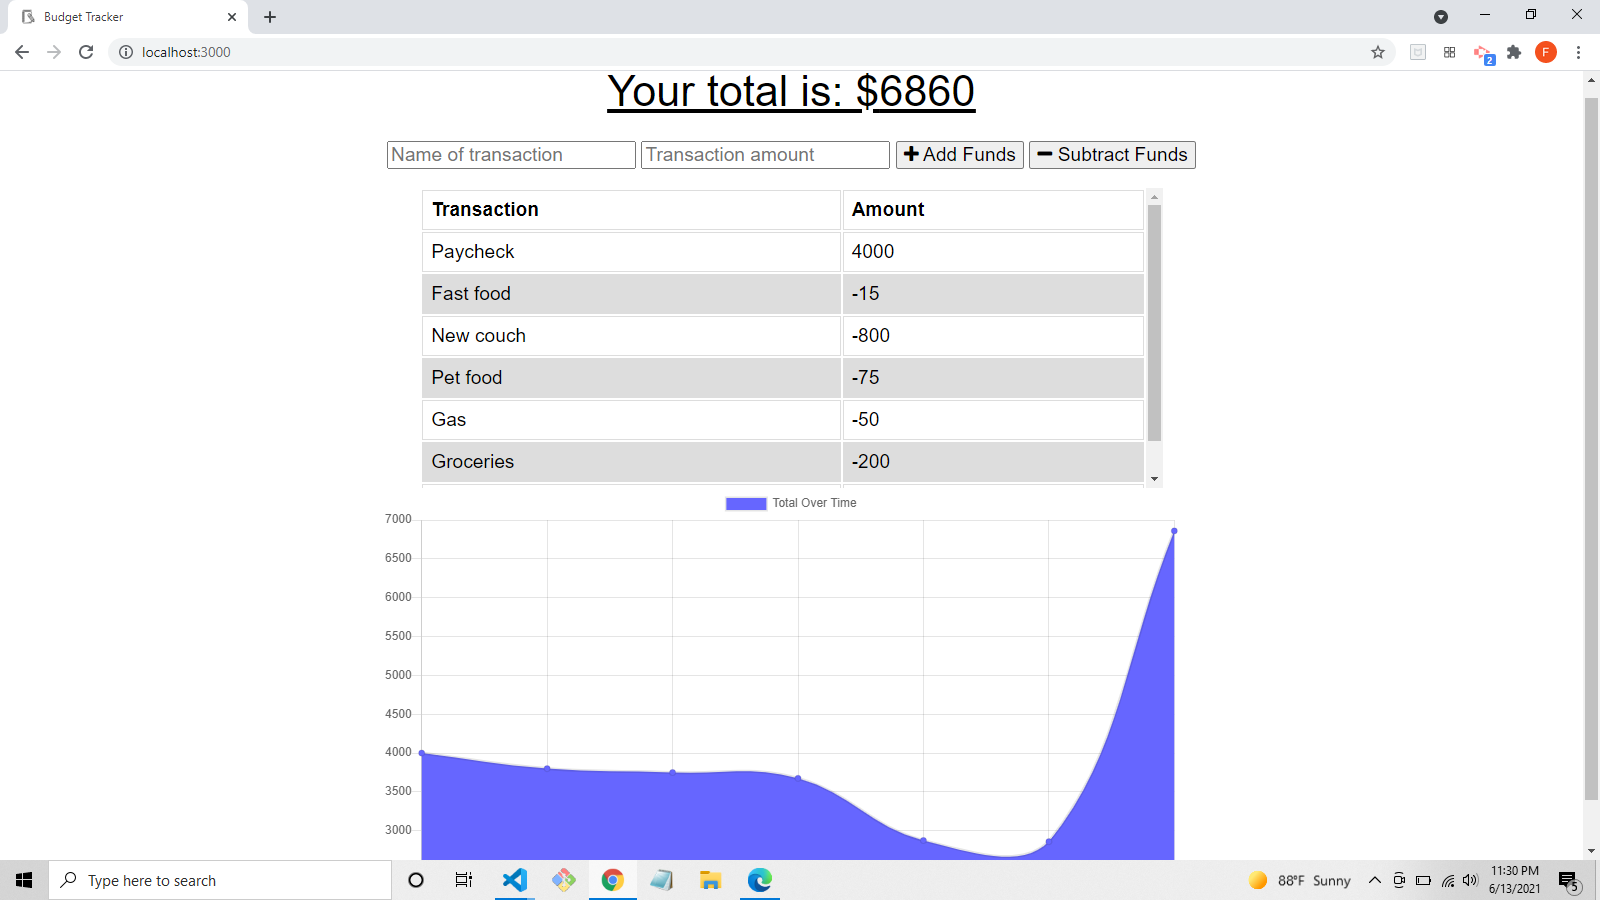 Budget Tracker
localhost:3000
F
2
Your total is: $6860
Name of transaction Transaction amount Add Funds Subtract Funds
Transaction Amount
Paycheck 4000
Fast food -15
New couch -800
Pet food -75
Gas -50
Groceries -200
Total Over Time
7000
6500
6000
5500
5000
4500
4000
3500
3000
Type here to search
88°F Sunny
11:30 PM
6/13/2021
5